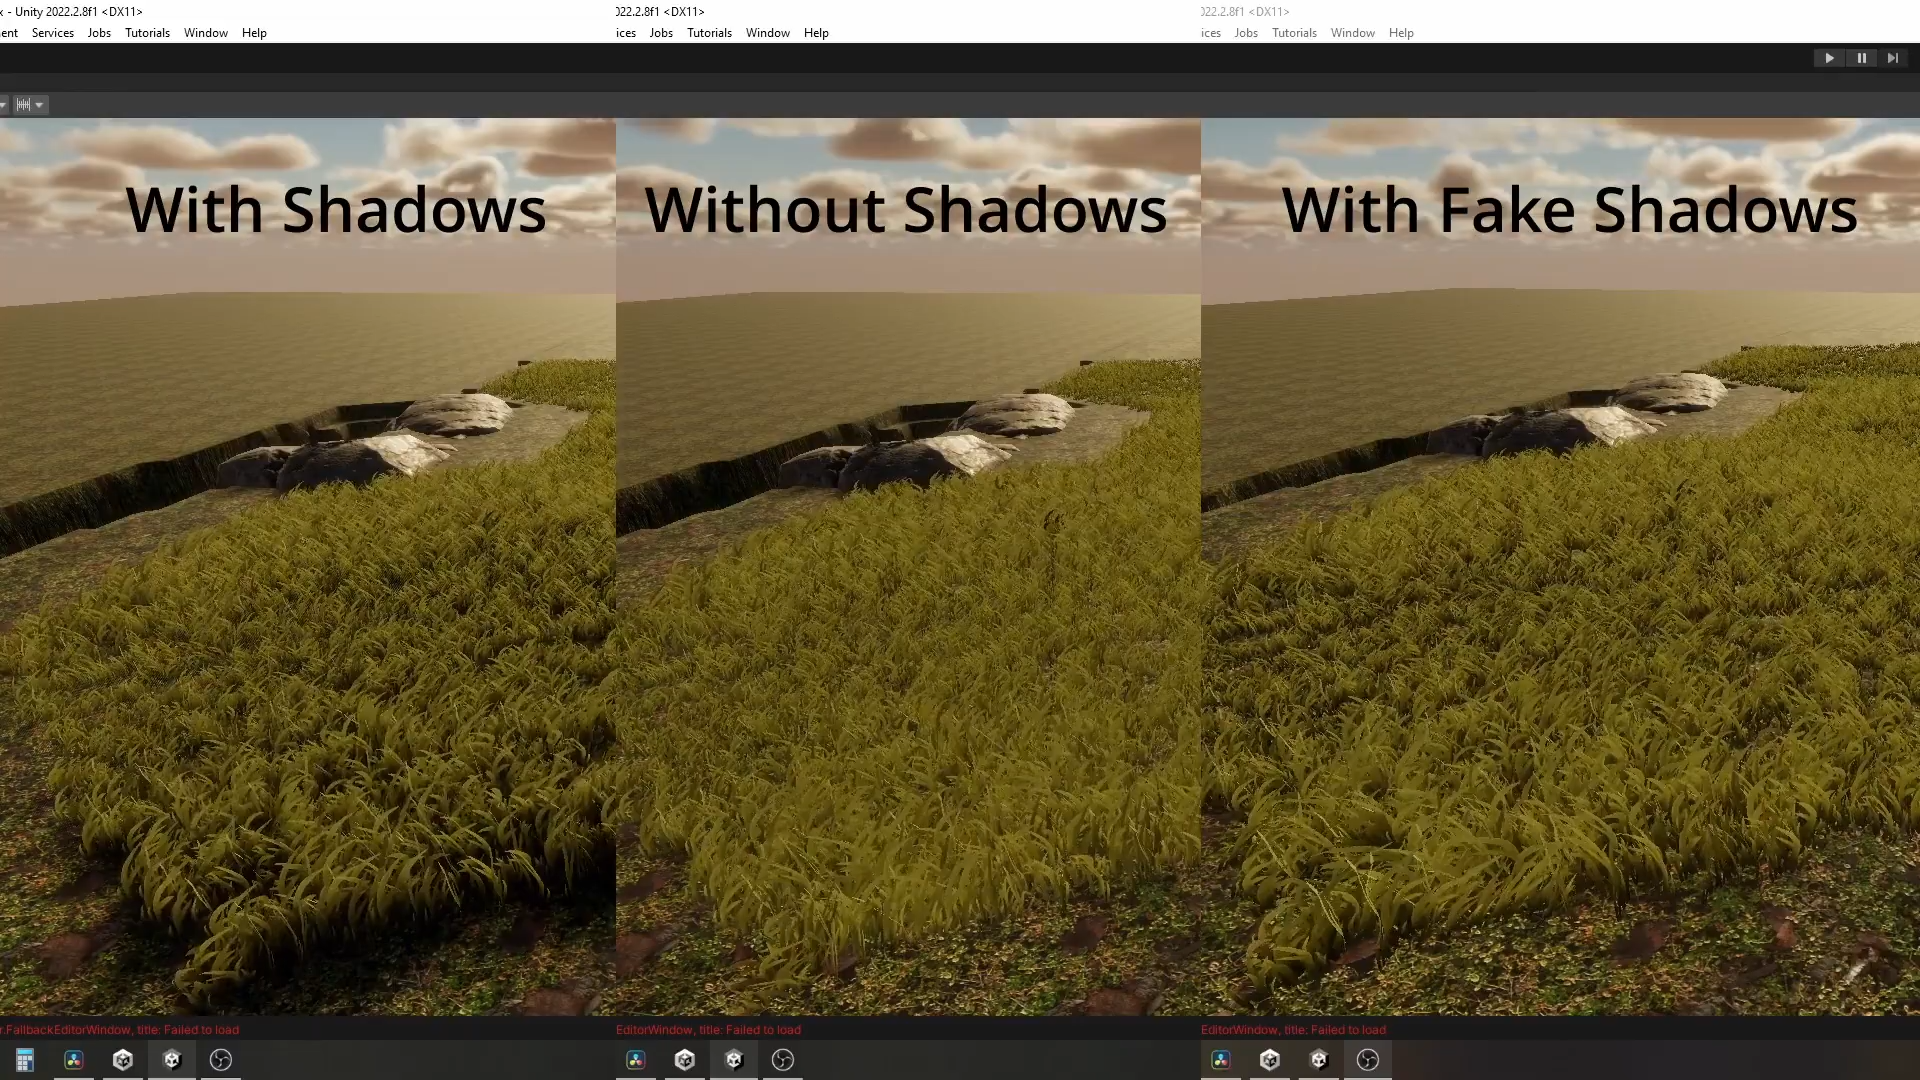 x - Unity 2022.2.8f1 <DX11>
ent Services Jobs Tutorials Window Help
022.2.8f1 <DX11>
ices Jobs Tutorials Window Help
022.2.8f1 <DX11>
ices Jobs Tutorials Window Help
With Shadows
Without Shadows
With Fake Shadows
r.FallbackEditorWindow, title: Failed to load
EditorWindow, title: Failed to load
EditorWindow, title: Failed to load